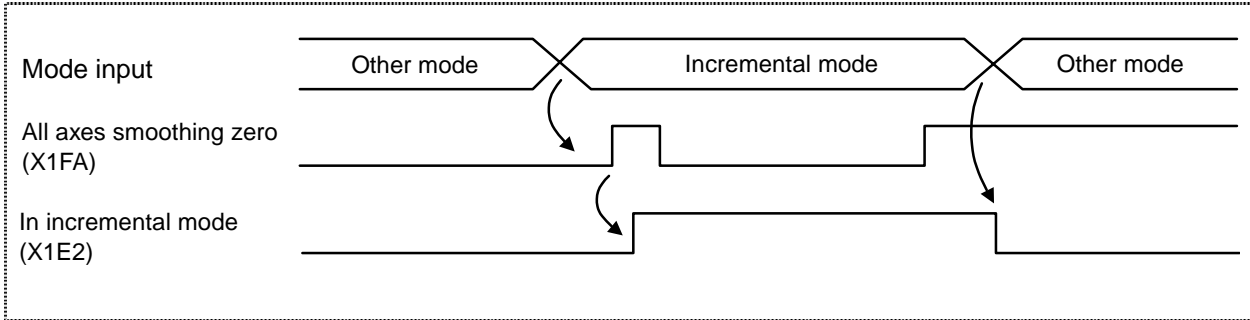 Mode input
Other mode
Incremental mode
Other mode
All axes smoothing zero
(X1FA)
In incremental mode
(X1E2)